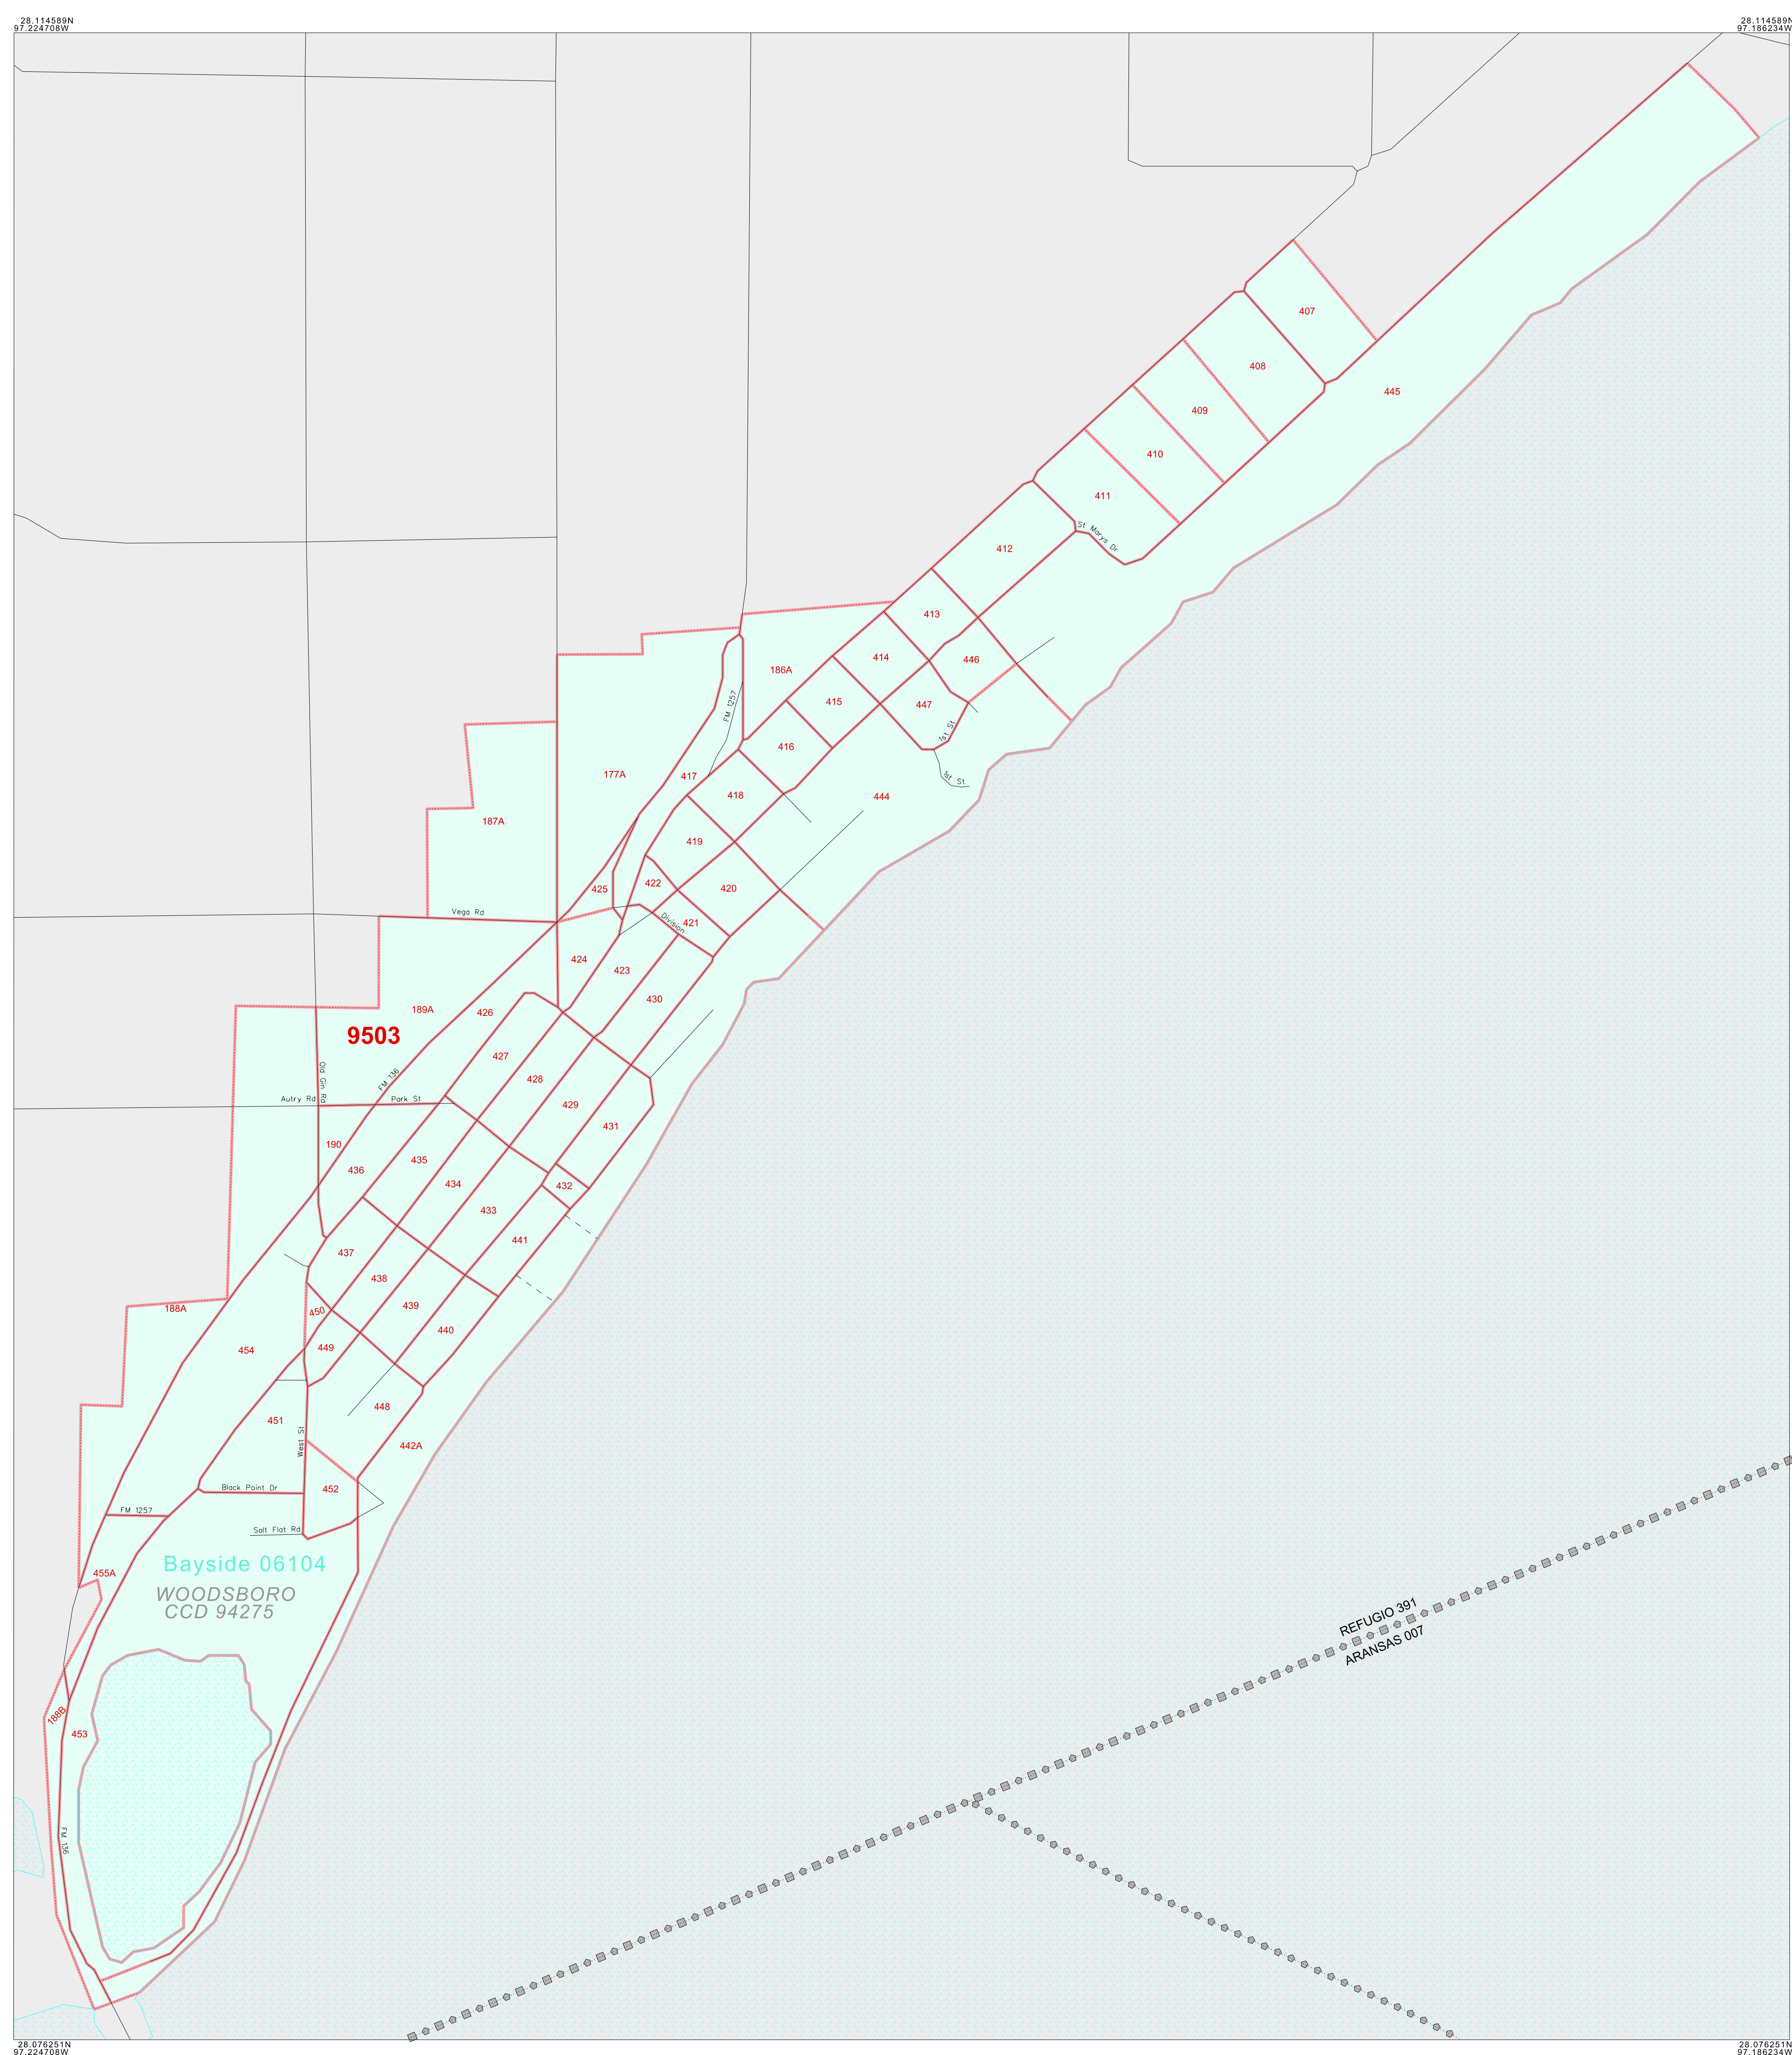 28.114589N
97.224708W
28.114589N
97.186234W
407
408
445
409
410
411
St Marys Dr
412
413
414
446
186A
415
447
FM 1257
1st St
416
177A
417
1st St
418
444
187A
419
422
425
420
Vega Rd
Division
421
424
423
430
189A
426
9503
427
Old Gin Rd
FM 136
428
Autry Rd
Park St
429
431
190
436
435
434
432
433
441
437
438
188A
450
439
440
454
449
448
451
West St
442A
Black Point Dr
452
FM 1257
Salt Flat Rd
Bayside 06104
455A
WOODSBORO
CCD 94275
REFUGIO 391
ARANSAS 007
188B
453
FM 136
28.076251N
97.224708W
28.076251N
97.186234W